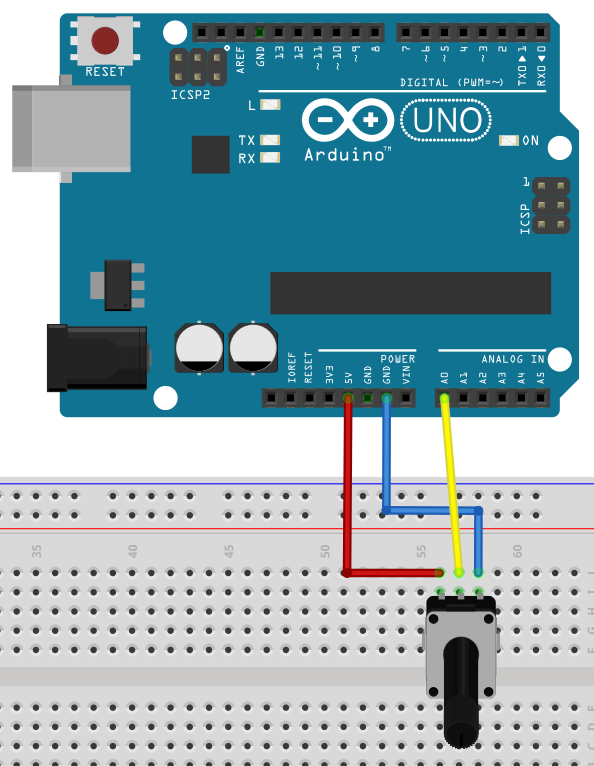 RESET
ICSP2
AREF
GND
13
12
~11
~10
~9
8
7
~6
~5
4
~3
2
TX0▶1
RX0◀0
DIGITAL (PWM=~)
L
TX
RX
Arduino™
UNO
ON
1
ICSP
POWER
ANALOG IN
IOREF
RESET
3V3
5V
GND
GND
VIN
A0
A1
A2
A3
A4
A5
35
40
45
50
55
60